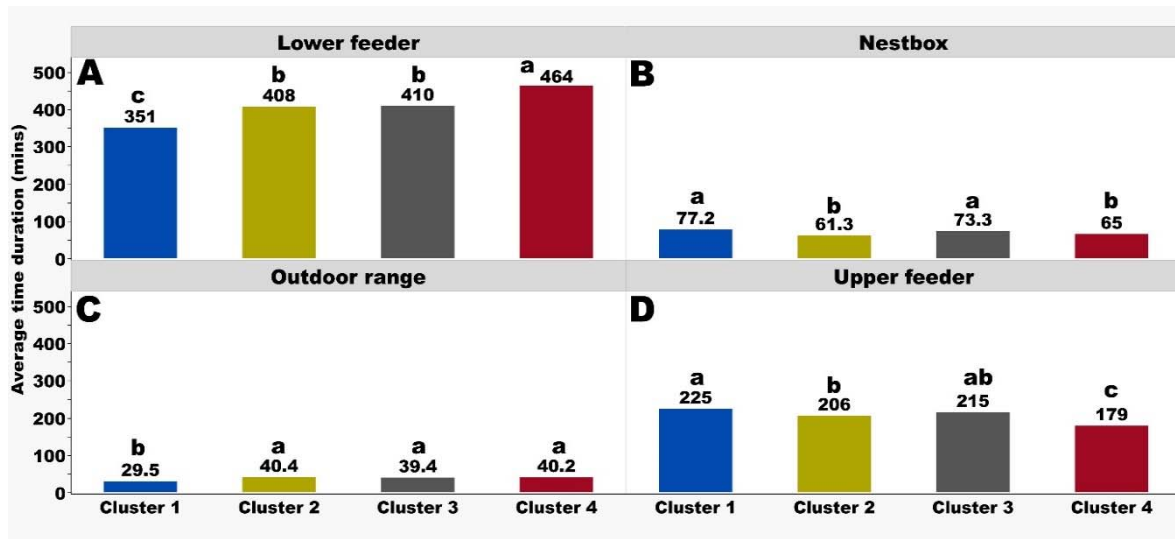 Average time duration (mins)
Lower feeder
A
500
400
300
200
100
0
c
351
b
408
b
410
a
464
Nestbox
B
a
77.2
b
61.3
a
73.3
b
65
Outdoor range
C
500
400
300
200
100
0
b
29.5
a
40.4
a
39.4
a
40.2
Cluster 1 Cluster 2 Cluster 3 Cluster 4
Upper feeder
D
a
225
b
206
ab
215
c
179
Cluster 1 Cluster 2 Cluster 3 Cluster 4